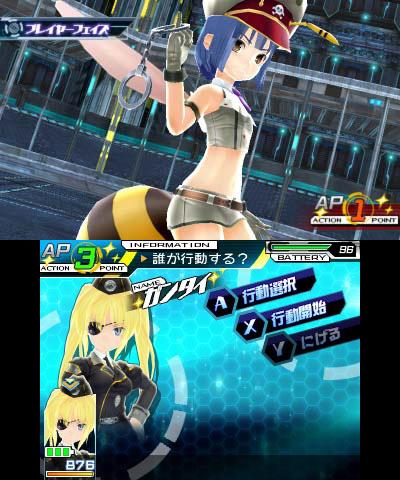 プレイヤーフェイズ
AP 1
ACTION POINT
AP 3
ACTION POINT
INFORMATION
誰が行動する？
BATTERY
96
NAME
ガンタイ
A 行動選択
X 行動開始
Y にげる
876